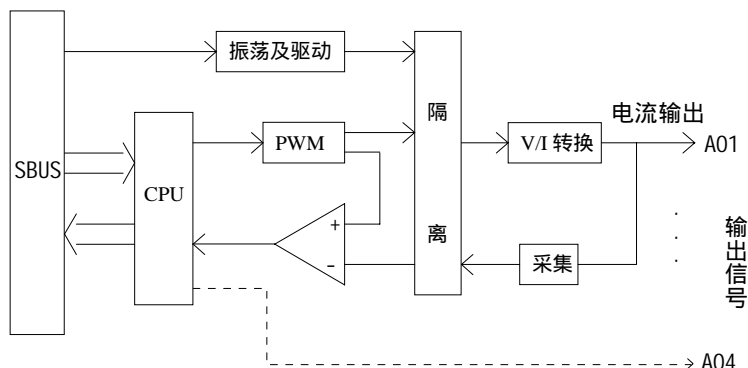 振荡及驱动
隔
离
电流输出
SBUS
CPU
PWM
V/I 转换
A01
+
-
采集
输出信号
A04